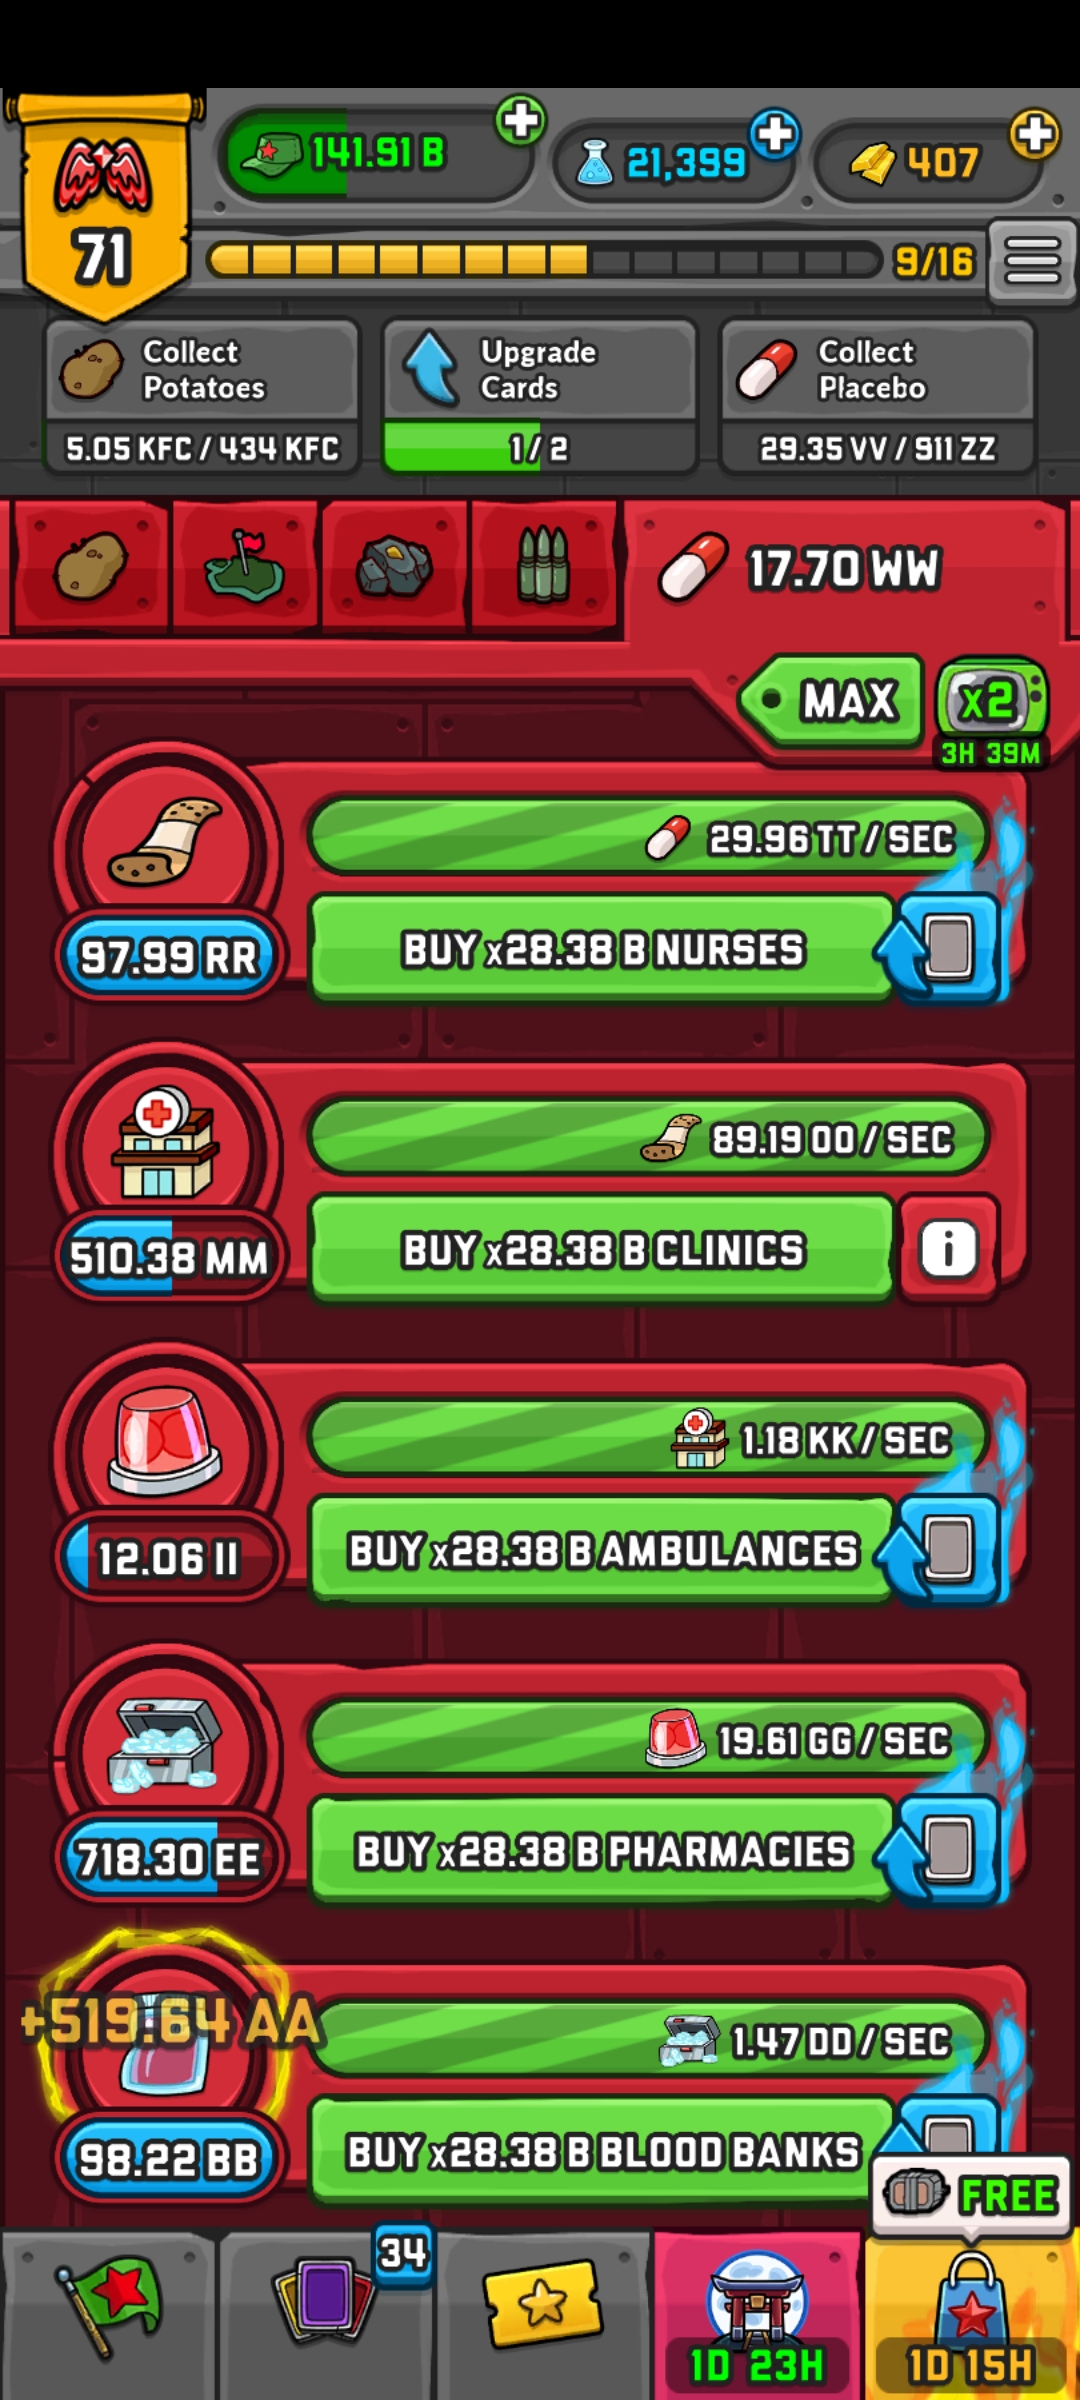 141.91 B
21,399
407
71
9/16
Collect
Potatoes
5.05 KFC / 434 KFC
Upgrade
Cards
1 / 2
Collect
Placebo
29.35 VV / 911 ZZ
17.70 WW
MAX
x2
3H 39M
29.96 TT / SEC
97.99 RR
BUY x28.38 B NURSES
89.19 OO / SEC
510.38 MM
BUY x28.38 B CLINICS
i
1.18 KK / SEC
12.06 II
BUY x28.38 B AMBULANCES
19.61 GG / SEC
718.30 EE
BUY x28.38 B PHARMACIES
+519.64 AA
1.47 DD / SEC
98.22 BB
BUY x28.38 B BLOOD BANKS
FREE
34
1D 23H
1D 15H